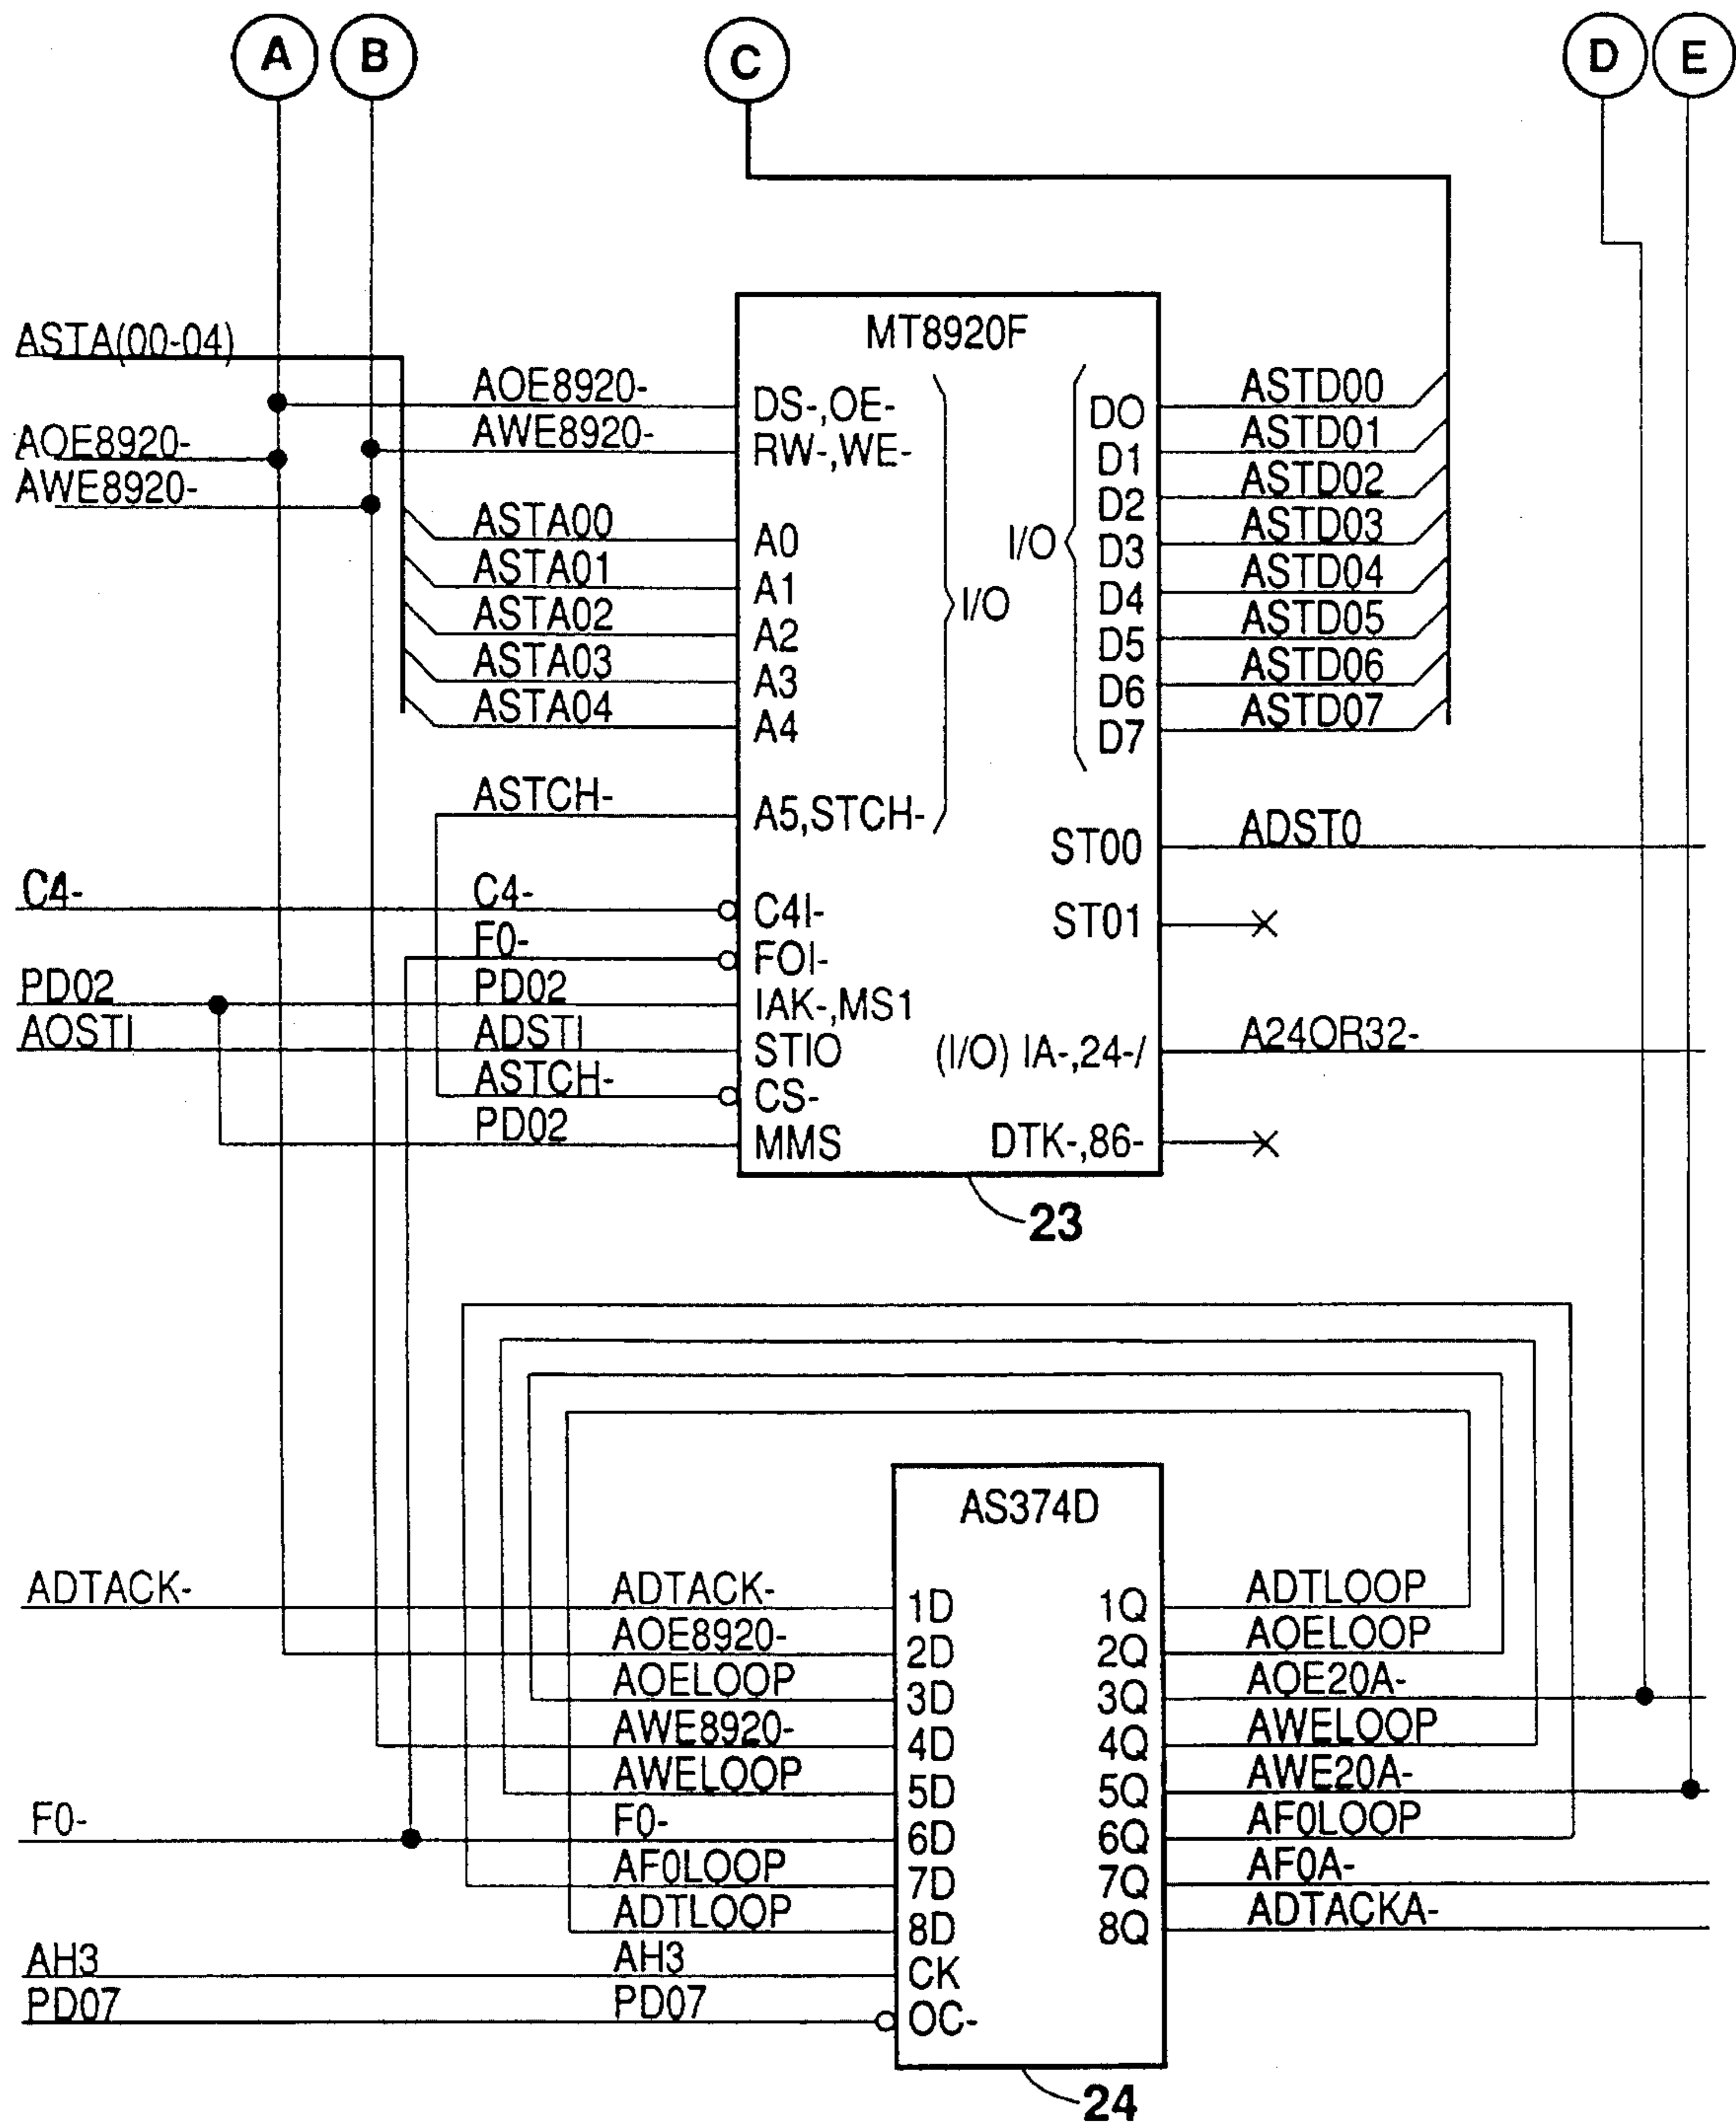 A B C D E
MT8920F
ASTA(00-04)
AOE8920-
AWE8920-
AOE8920- DS-,OE-
AWE8920- RW-,WE-
ASTA00 A0
ASTA01 A1
ASTA02 A2
ASTA03 A3
ASTA04 A4
ASTCH- A5,STCH-
I/O
I/O
DO ASTD00
D1 ASTD01
D2 ASTD02
D3 ASTD03
D4 ASTD04
D5 ASTD05
D6 ASTD06
D7 ASTD07
ST00 ADST0
ST01
C4- C4- C4I-
F0- FOI-
PD02 PD02 IAK-,MS1
AOSTI ADSTI STIO
(I/O) IA-,24-/ A24OR32-
ASTCH- CS-
PD02 MMS
DTK-,86-
23
AS374D
ADTACK- ADTACK- 1D 1Q ADTLOOP
AOE8920- 2D 2Q AOELOOP
AOELOOP 3D 3Q AOE20A-
AWE8920- 4D 4Q AWELOOP
AWELOOP 5D 5Q AWE20A-
F0- F0- 6D 6Q AF0LOOP
AF0LOOP 7D 7Q AF0A-
ADTLOOP 8D 8Q ADTACKA-
AH3 AH3 CK
PD07 PD07 OC-
24